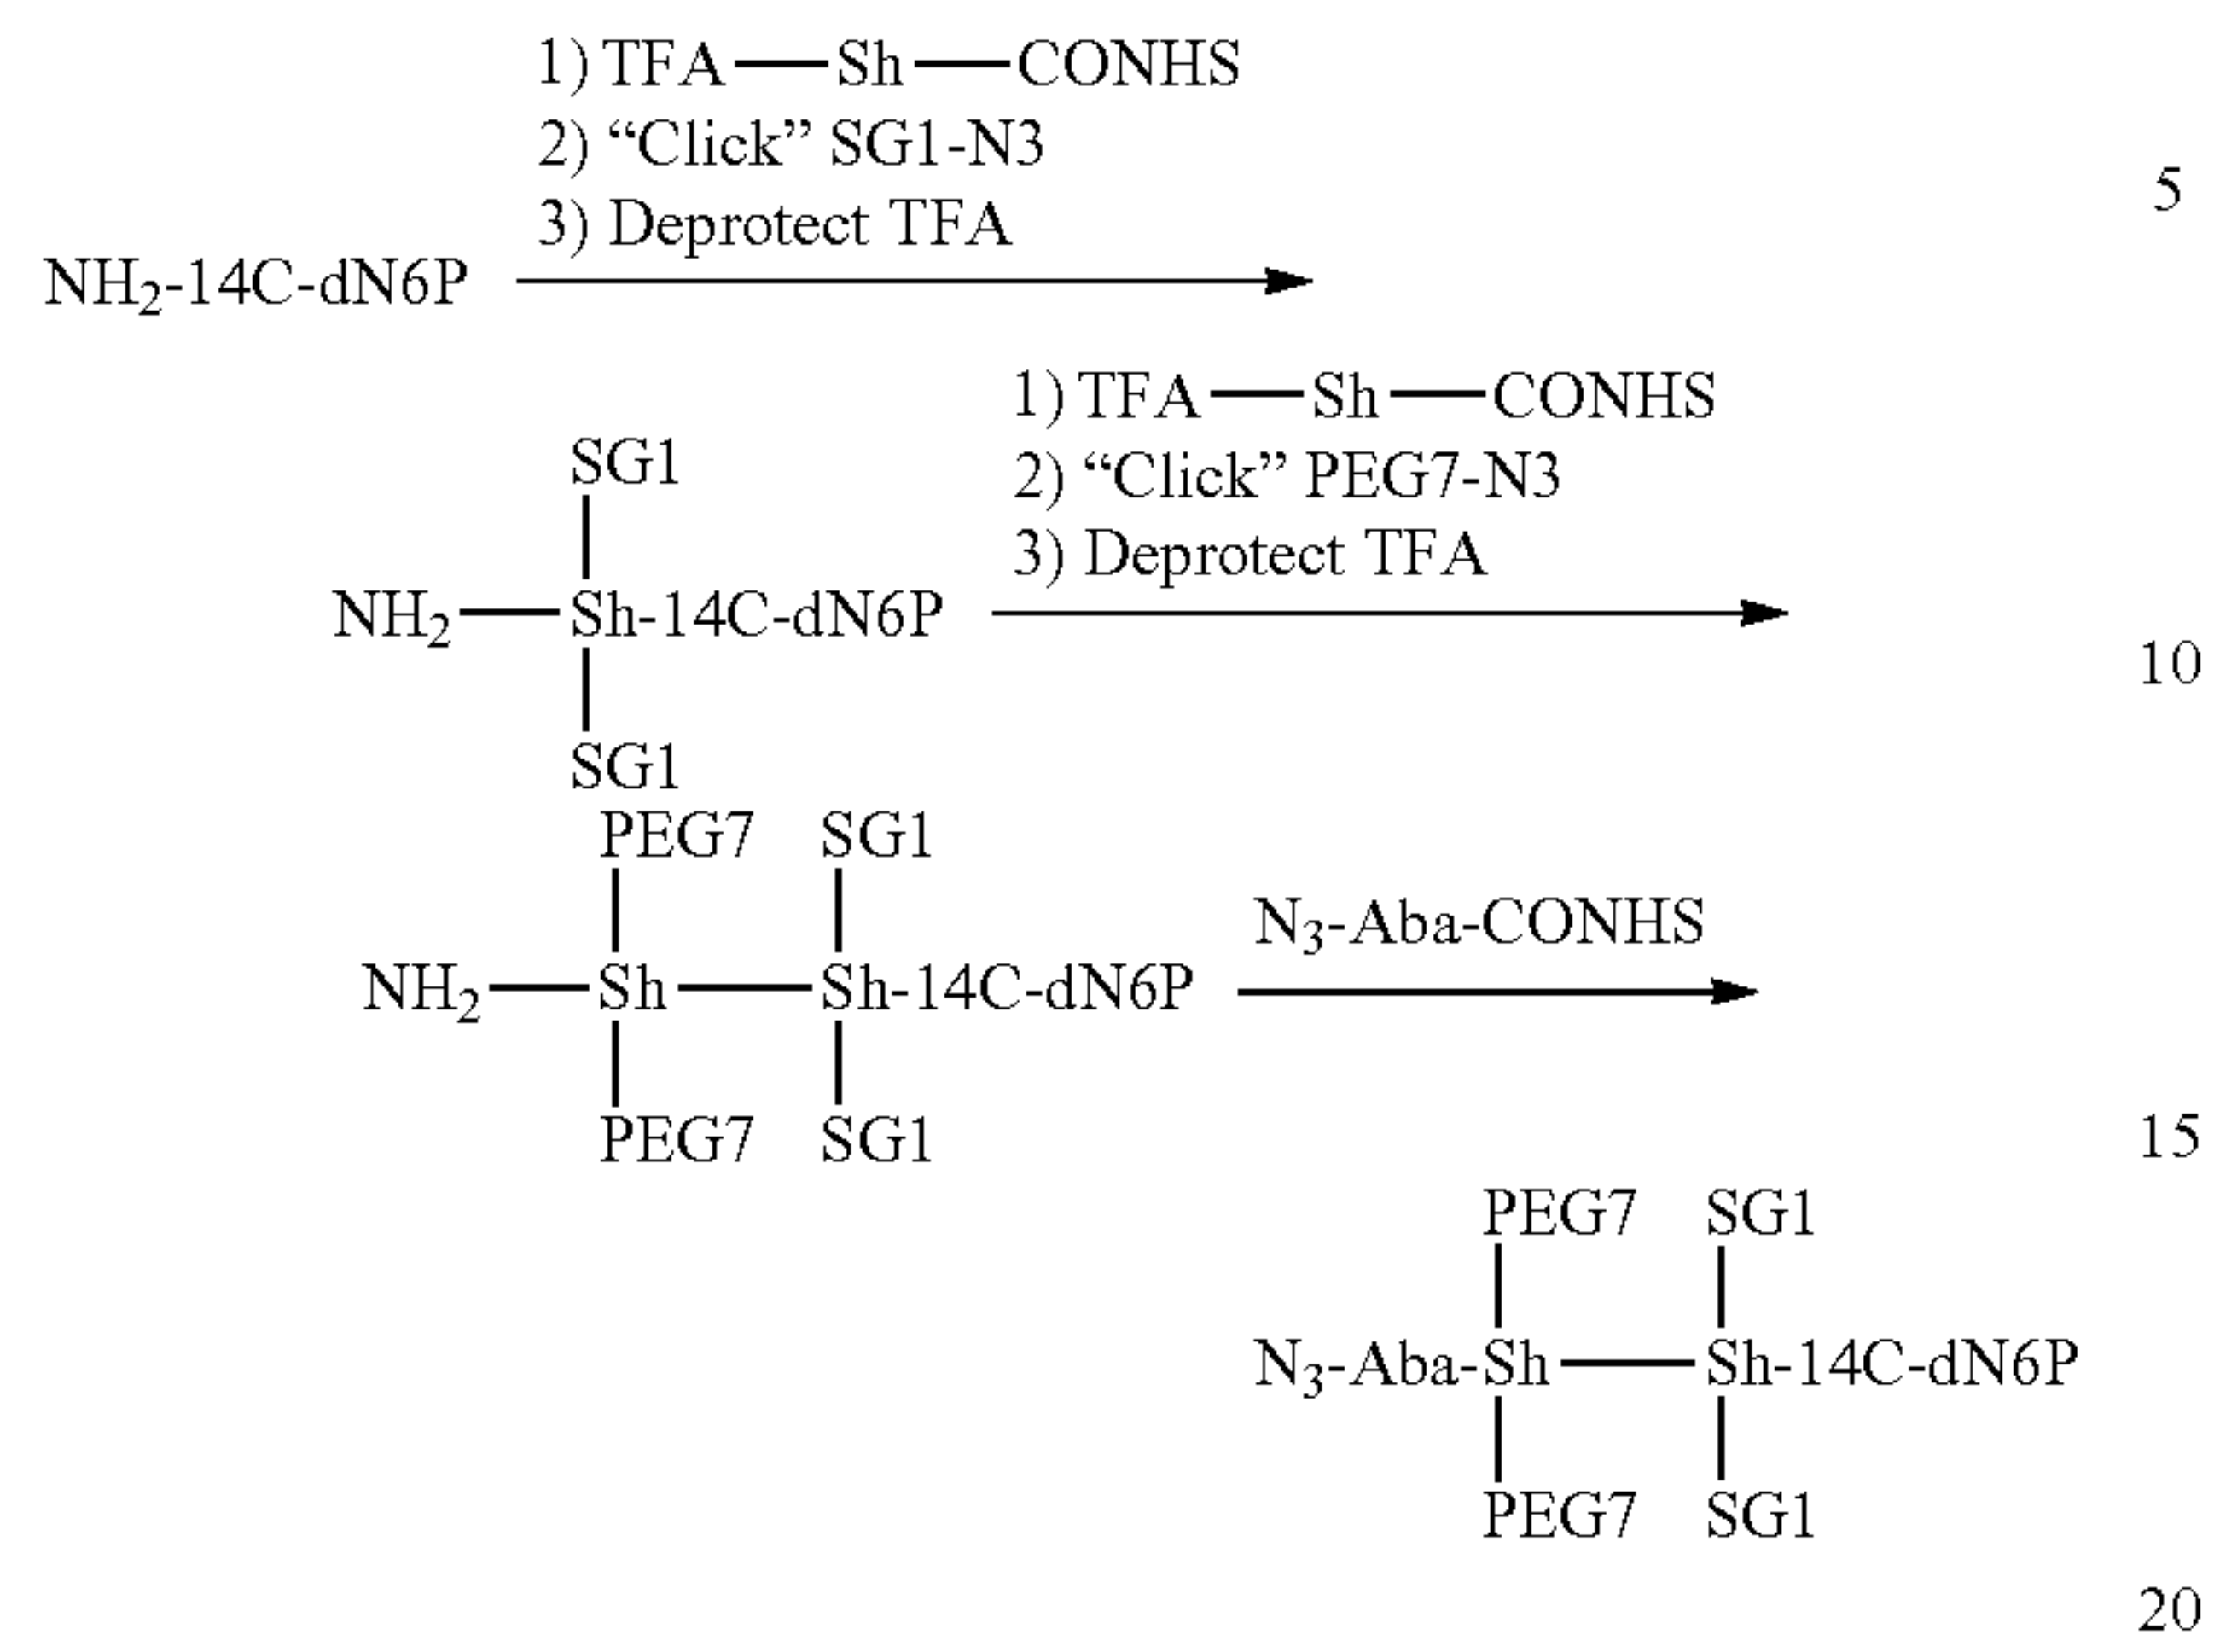 1) TFA—Sh—CONHS
2) “Click” SG1-N3
3) Deprotect TFA
5
NH2-14C-dN6P
1) TFA—Sh—CONHS
2) “Click” PEG7-N3
3) Deprotect TFA
SG1
NH2—Sh-14C-dN6P
10
SG1
PEG7 SG1
N3-Aba-CONHS
NH2—Sh—Sh-14C-dN6P
PEG7 SG1
15
PEG7 SG1
N3-Aba-Sh—Sh-14C-dN6P
PEG7 SG1
20